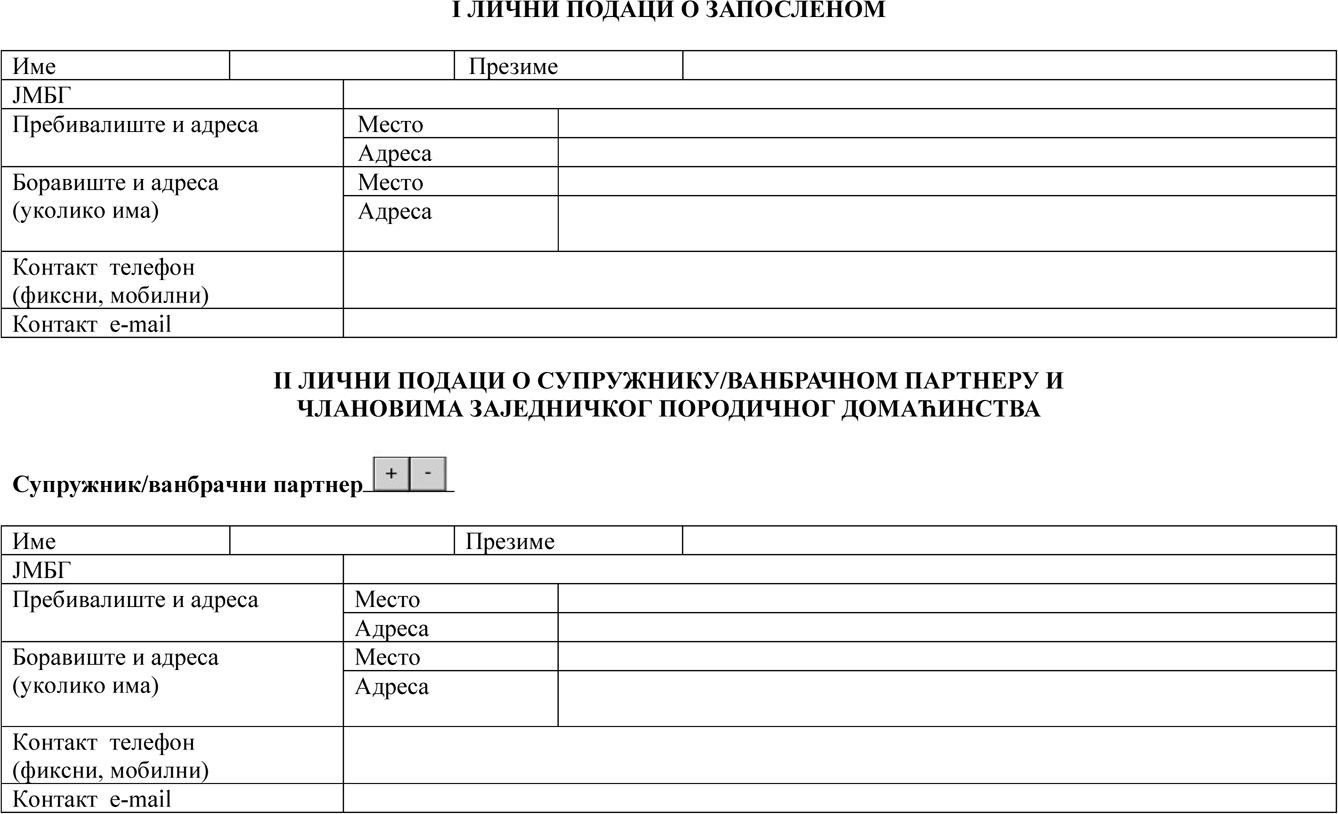 I ЛИЧНИ ПОДАЦИ О ЗАПОСЛЕНОМ
Име Презиме
ЈМБГ
Пребивалиште и адреса Место
Адреса
Боравиште и адреса Место
(уколико има) Адреса
Контакт телефон
(фиксни, мобилни)
Контакт e-mail
II ЛИЧНИ ПОДАЦИ О СУПРУЖНИКУ/ВАНБРАЧНОМ ПАРТНЕРУ И
ЧЛАНОВИМА ЗАЈЕДНИЧКОГ ПОРОДИЧНОГ ДОМАЋИНСТВА
Супружник/ванбрачни партнер + -
Име Презиме
ЈМБГ
Пребивалиште и адреса Место
Адреса
Боравиште и адреса Место
(уколико има) Адреса
Контакт телефон
(фиксни, мобилни)
Контакт e-mail